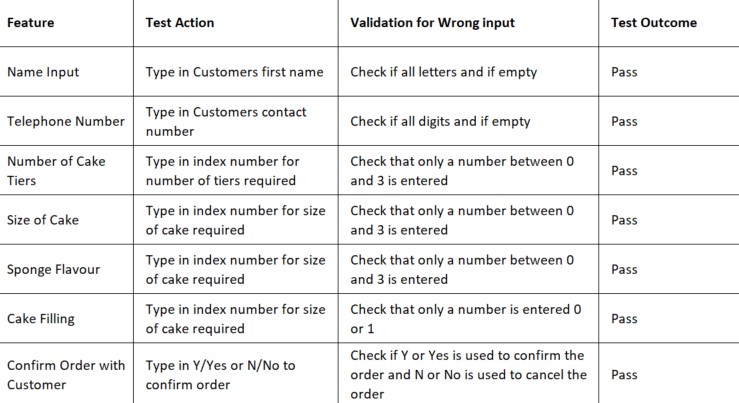 Feature Test Action Validation for Wrong input Test Outcome
Name Input Type in Customers first name Check if all letters and if empty Pass
Telephone Number Type in Customers contact number Check if all digits and if empty Pass
Number of Cake Tiers Type in index number for number of tiers required Check that only a number between 0 and 3 is entered Pass
Size of Cake Type in index number for size of cake required Check that only a number between 0 and 3 is entered Pass
Sponge Flavour Type in index number for size of cake required Check that only a number between 0 and 3 is entered Pass
Cake Filling Type in index number for size of cake required Check that only a number is entered 0 or 1 Pass
Confirm Order with Customer Type in Y/Yes or N/No to confirm order Check if Y or Yes is used to confirm the order and N or No is used to cancel the order Pass